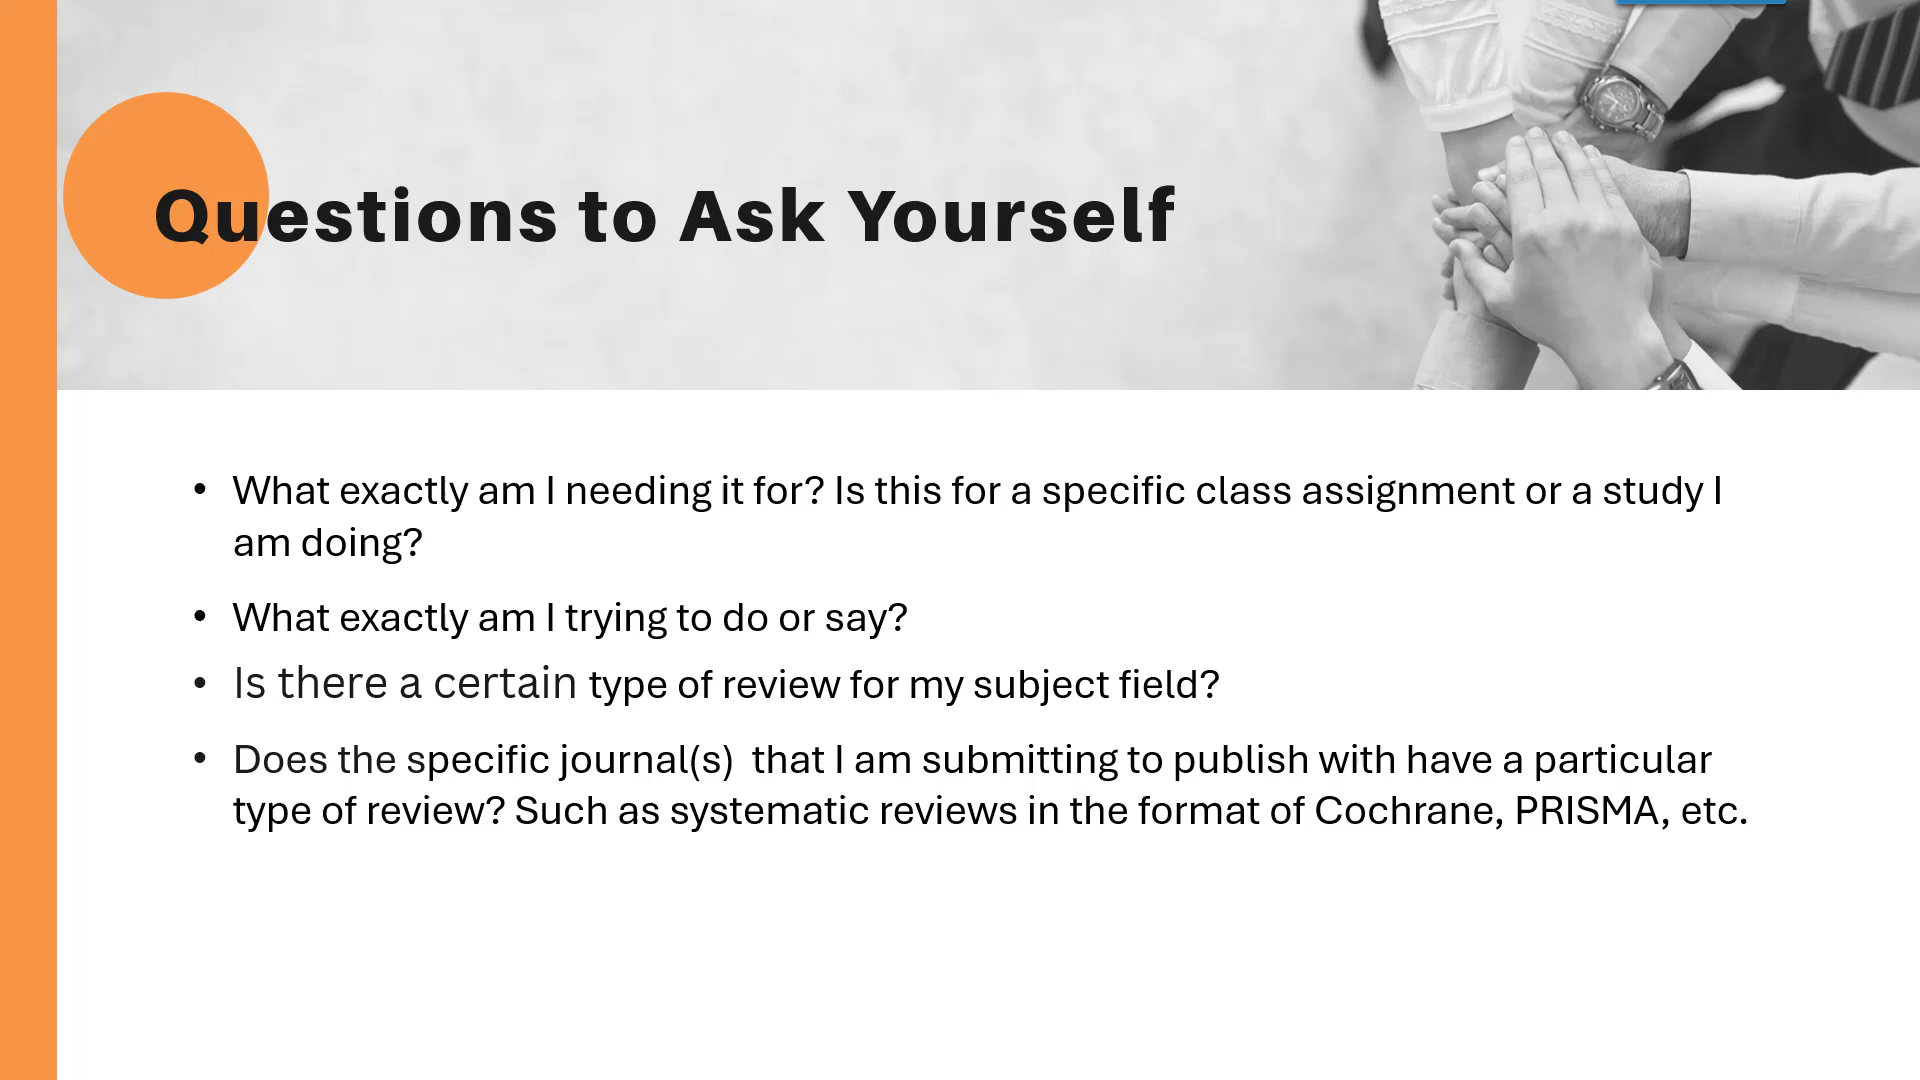 Questions to Ask Yourself
• What exactly am I needing it for? Is this for a specific class assignment or a study I
am doing?
• What exactly am I trying to do or say?
• Is there a certain type of review for my subject field?
• Does the specific journal(s)  that I am submitting to publish with have a particular
type of review? Such as systematic reviews in the format of Cochrane, PRISMA, etc.